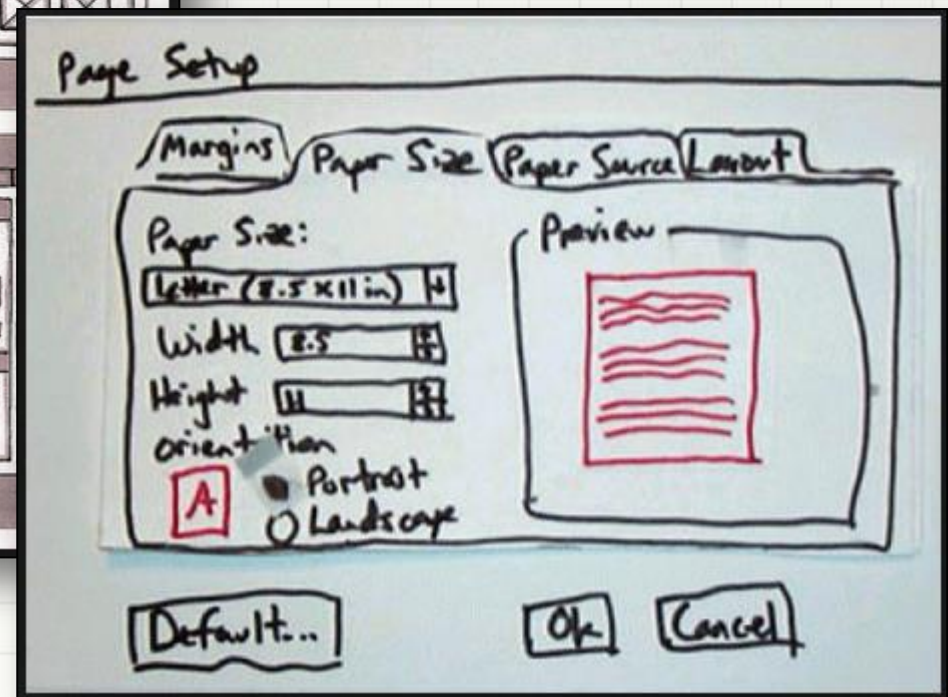 Page Setup
Margins Paper Size Paper Source Layout
Paper Size:
Preview
Letter (8.5 x 11 in)
Width 8.5
Height 11
orientation
A
Portrait
Landscape
Default... Ok Cancel